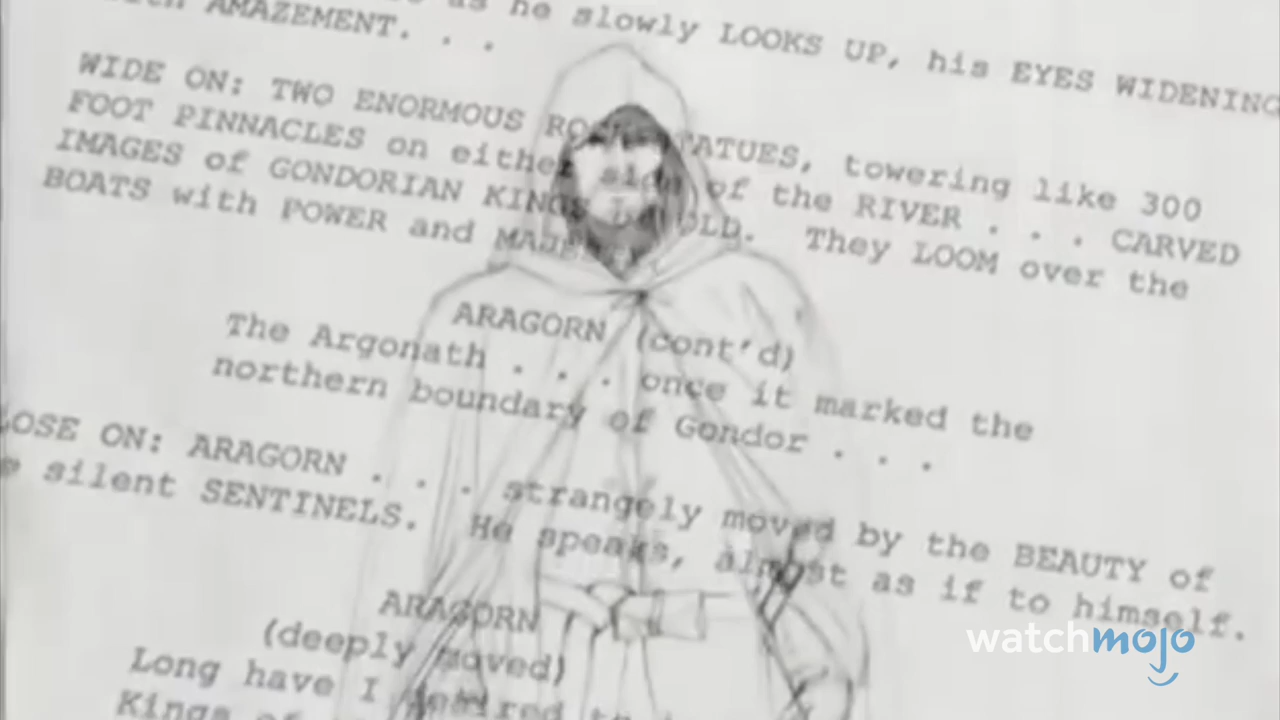 as he slowly LOOKS UP, his EYES WIDENING
AMAZEMENT. . .
WIDE ON: TWO ENORMOUS ROCK STATUES, towering like 300
FOOT PINNACLES on either side of the RIVER . . . CARVED
IMAGES of GONDORIAN KINGS of OLD. They LOOM over the
BOATS with POWER and
ARAGORN (cont'd)
The Argonath . . . once it marked the
northern boundary of Gondor . . .
LOSE ON: ARAGORN . . . strangely moved by the BEAUTY of
silent SENTINELS. He speaks, almost as if to himself.
ARAGORN
(deeply moved)
Long have I desired to
Kings of
watchmojo